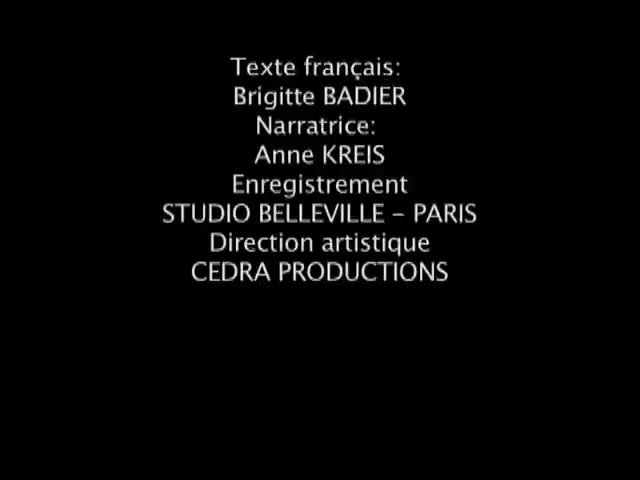 Texte français:
Brigitte BADIER
Narratrice:
Anne KREIS
Enregistrement
STUDIO BELLEVILLE - PARIS
Direction artistique
CEDRA PRODUCTIONS